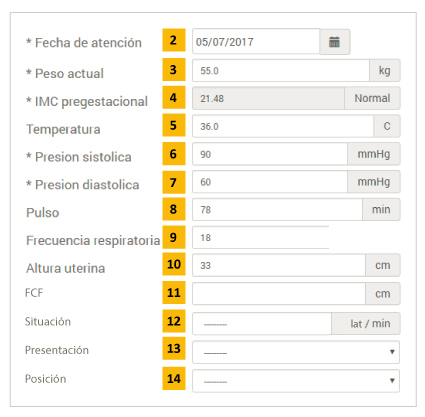 * Fecha de atención 2 05/07/2017
* Peso actual 3 55.0 kg
* IMC pregestacional 4 21.48 Normal
Temperatura 5 36.0 C
* Presion sistolica 6 90 mmHg
* Presion diastolica 7 60 mmHg
Pulso 8 78 min
Frecuencia respiratoria 9 18
Altura uterina 10 33 cm
FCF 11 cm
Situación 12 --------- lat / min
Presentación 13 ---------
Posición 14 ---------